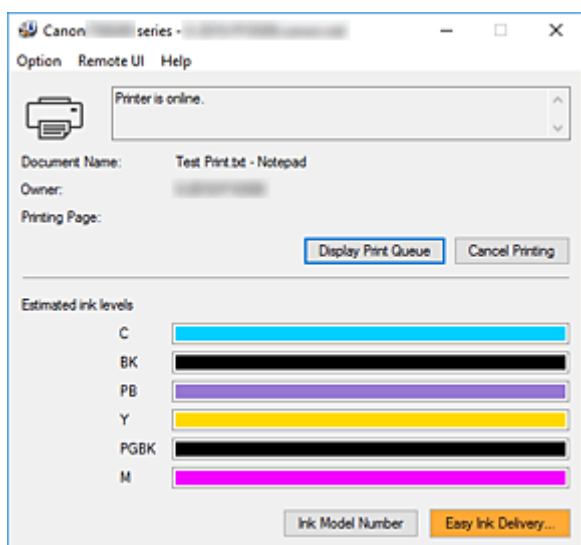 Canon series -
Option Remote UI Help
Printer is online.
Document Name: Test Print.txt - Notepad
Owner:
Printing Page:
Display Print Queue Cancel Printing
Estimated ink levels
C
BK
PB
Y
PGBK
M
Ink Model Number Easy Ink Delivery...